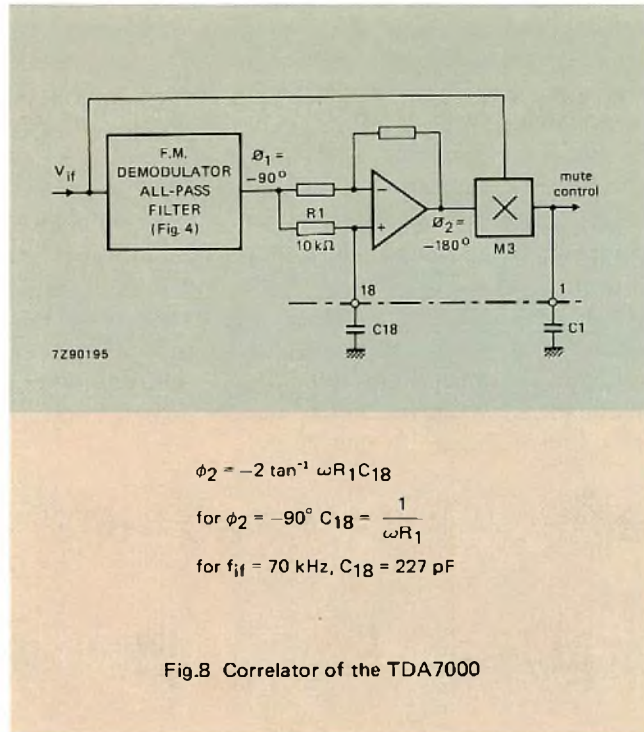 F.M.
DEMODULATOR
ALL-PASS
FILTER
(Fig. 4)
V_if
Ø₁ =
−90°
R1
10 kΩ
−
+
Ø₂ =
−180°
×
M3
mute
control
18
1
C18
C1
7Z90195
ϕ₂ = −2 tan⁻¹ ωR₁C₁₈
for ϕ₂ = −90° C₁₈ = 1/ωR₁
for f_if = 70 kHz, C₁₈ = 227 pF
Fig.8 Correlator of the TDA7000